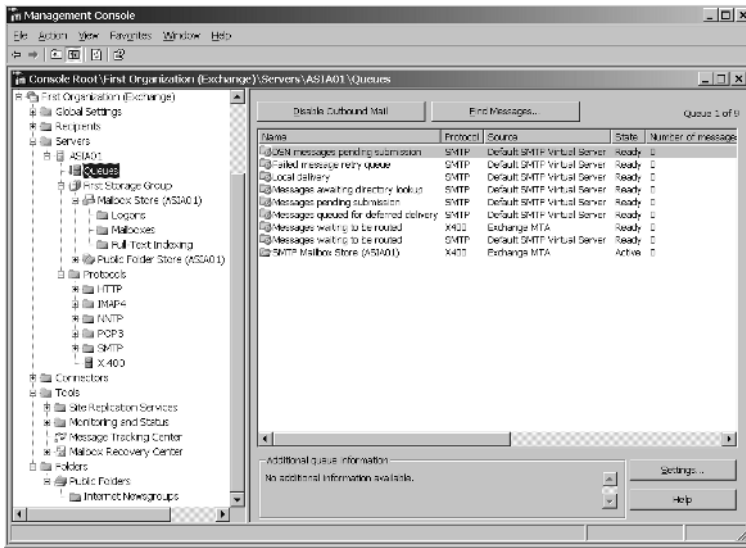 Management Console
File Action View Favorites Window Help
Console Root\First Organization (Exchange)\Servers\ASIA01\Queues
First Organization (Exchange)
Global Settings
Recipients
Servers
ASIA01
Queues
First Storage Group
Mailbox Store (ASIA01)
Logons
Mailboxes
Full-Text Indexing
Public Folder Store (ASIA01)
Protocols
HTTP
IMAP4
NNTP
POP3
SMTP
X.400
Connectors
Tools
Site Replication Services
Monitoring and Status
Message Tracking Center
Mailbox Recovery Center
Folders
Public Folders
Internet Newsgroups
Disable Outbound Mail Find Messages... Queue 1 of 9
Name Protocol Source State Number of message
DSN messages pending submission SMTP Default SMTP Virtual Server Ready 0
Failed message retry queue SMTP Default SMTP Virtual Server Ready 0
Local delivery SMTP Default SMTP Virtual Server Ready 0
Messages awaiting directory lookup SMTP Default SMTP Virtual Server Ready 0
Messages pending submission SMTP Default SMTP Virtual Server Ready 0
Messages queued for deferred delivery SMTP Default SMTP Virtual Server Ready 0
Messages waiting to be routed X400 Exchange MTA Ready 0
Messages waiting to be routed SMTP Default SMTP Virtual Server Ready 0
SMTP Mailbox Store (ASIA01) X400 Exchange MTA Active 0
Additional queue information
No additional information available.
Settings...
Help